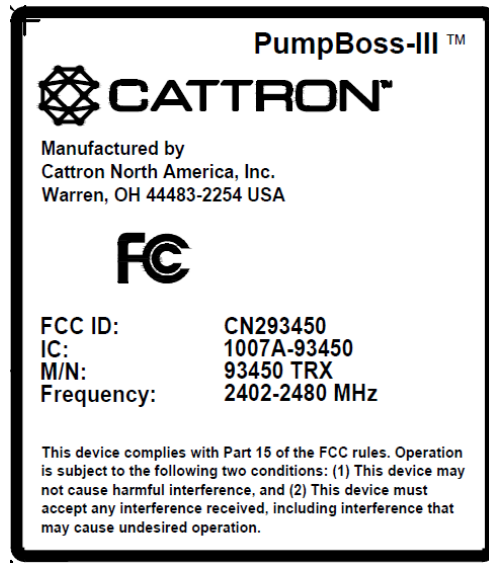 PumpBoss-III ™
CATTRON™
Manufactured by
Cattron North America, Inc.
Warren, OH 44483-2254 USA
FC
FCC ID: CN293450
IC: 1007A-93450
M/N: 93450 TRX
Frequency: 2402-2480 MHz
This device complies with Part 15 of the FCC rules. Operation
is subject to the following two conditions: (1) This device may
not cause harmful interference, and (2) This device must
accept any interference received, including interference that
may cause undesired operation.